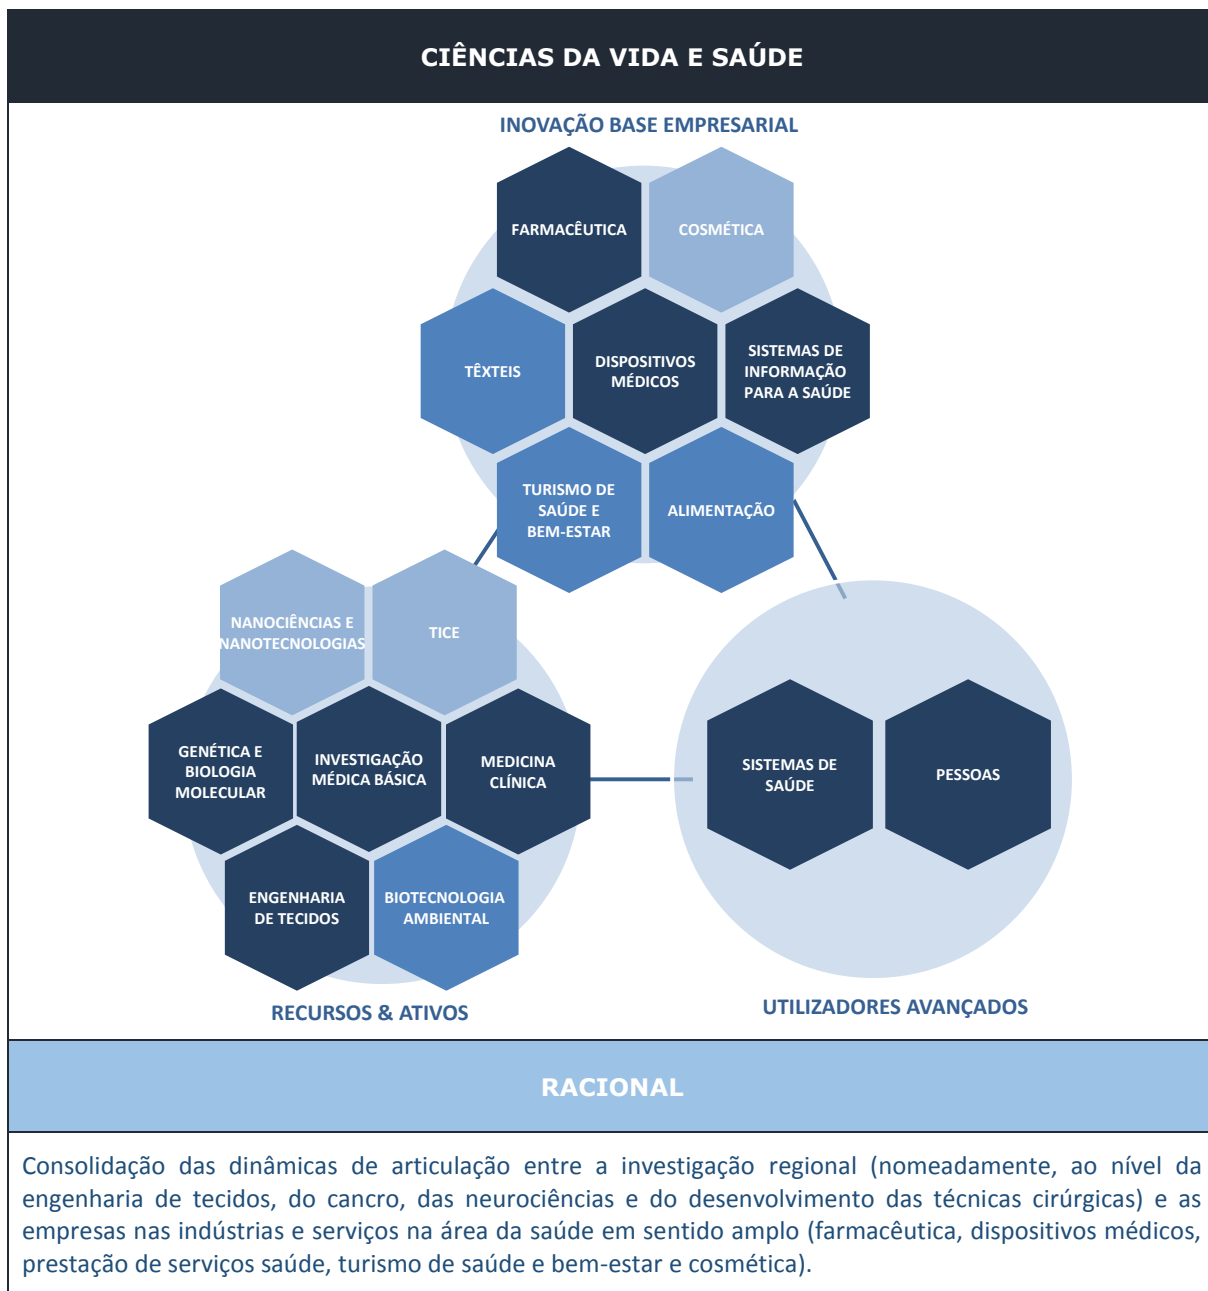 CIÊNCIAS DA VIDA E SAÚDE
INOVAÇÃO BASE EMPRESARIAL
FARMACÊUTICA
COSMÉTICA
TÊXTEIS
DISPOSITIVOS
MÉDICOS
SISTEMAS DE
INFORMAÇÃO
PARA A SAÚDE
TURISMO DE
SAÚDE E
BEM-ESTAR
ALIMENTAÇÃO
NANOCIÊNCIAS E
NANOTECNOLOGIAS
TICE
GENÉTICA E
BIOLOGIA
MOLECULAR
INVESTIGAÇÃO
MÉDICA BÁSICA
MEDICINA
CLÍNICA
ENGENHARIA
DE TECIDOS
BIOTECNOLOGIA
AMBIENTAL
RECURSOS & ATIVOS
SISTEMAS DE
SAÚDE
PESSOAS
UTILIZADORES AVANÇADOS
RACIONAL
Consolidação das dinâmicas de articulação entre a investigação regional (nomeadamente, ao nível da
engenharia de tecidos, do cancro, das neurociências e do desenvolvimento das técnicas cirúrgicas) e as
empresas nas indústrias e serviços na área da saúde em sentido amplo (farmacêutica, dispositivos médicos,
prestação de serviços saúde, turismo de saúde e bem-estar e cosmética).